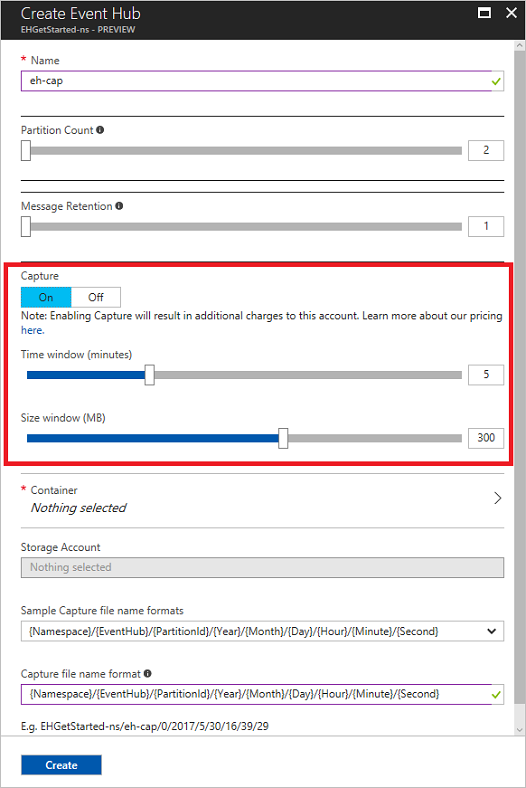 Create Event Hub
EHGetStarted-ns - PREVIEW
* Name
eh-cap
Partition Count
2
Message Retention
1
Capture
On Off
Note: Enabling Capture will result in additional charges to this account. Learn more about our pricing
here.
Time window (minutes)
5
Size window (MB)
300
* Container
Nothing selected
Storage Account
Nothing selected
Sample Capture file name formats
{Namespace}/{EventHub}/{PartitionId}/{Year}/{Month}/{Day}/{Hour}/{Minute}/{Second}
Capture file name format
{Namespace}/{EventHub}/{PartitionId}/{Year}/{Month}/{Day}/{Hour}/{Minute}/{Second}
E.g. EHGetStarted-ns/eh-cap/0/2017/5/30/16/39/29
Create